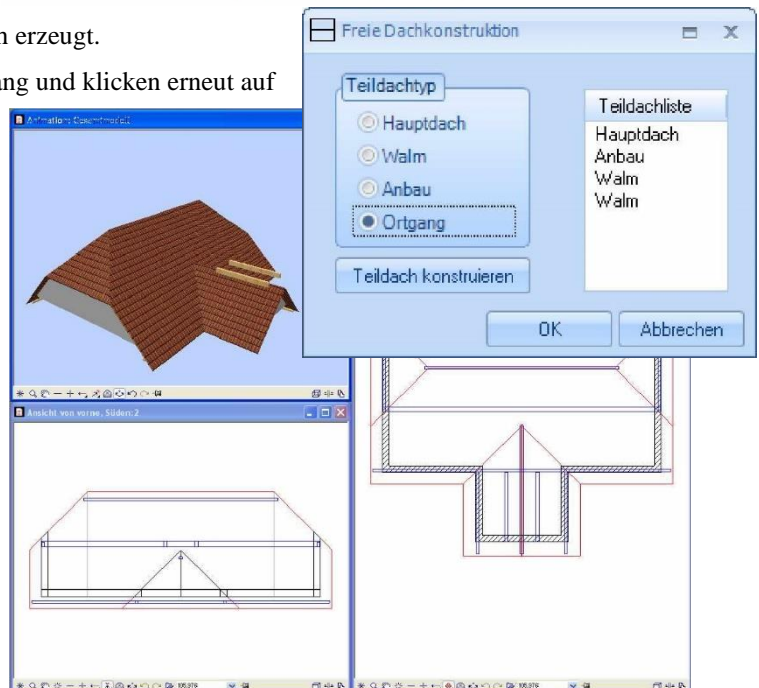 n erzeugt.
ang und klicken erneut auf
Freie Dachkonstruktion
Teildachtyp
Hauptdach
Walm
Anbau
Ortgang
Teildach konstruieren
Teildachliste
Hauptdach
Anbau
Walm
Walm
OK
Abbrechen
Animation: Gesamtmodell
Ansicht von vorne, Süden:2